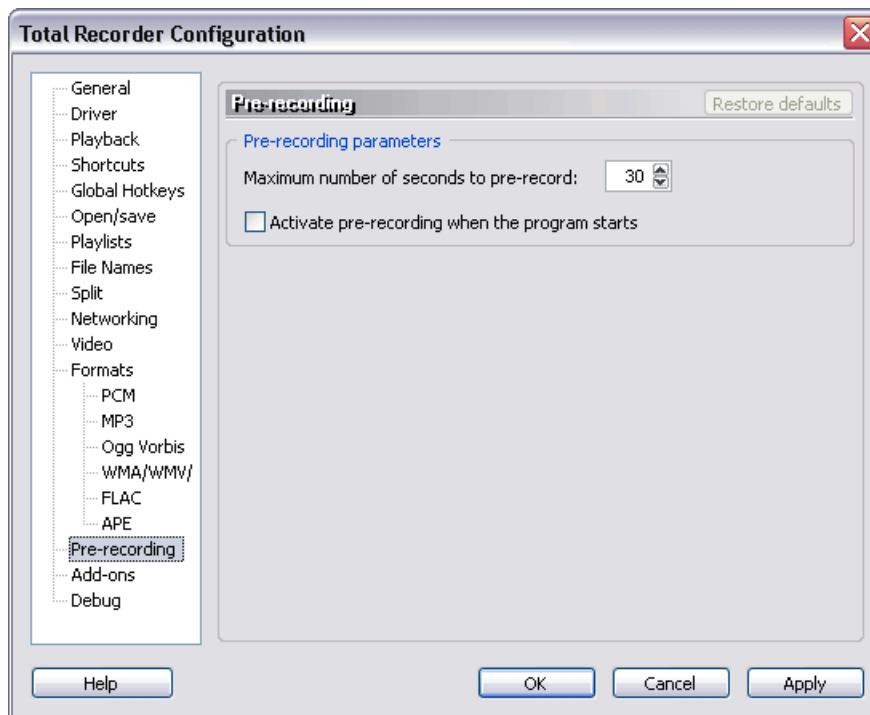 Total Recorder Configuration
General
Driver
Playback
Shortcuts
Global Hotkeys
Open/save
Playlists
File Names
Split
Networking
Video
Formats
PCM
MP3
Ogg Vorbis
WMA/WMV/
FLAC
APE
Pre-recording
Add-ons
Debug
Pre-recording
Restore defaults
Pre-recording parameters
Maximum number of seconds to pre-record: 30
Activate pre-recording when the program starts
Help
OK
Cancel
Apply